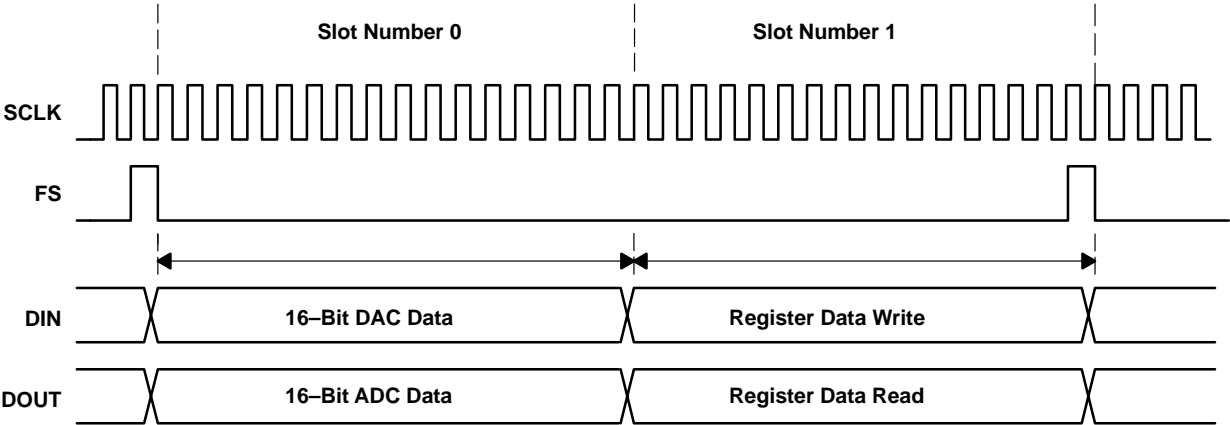 Slot Number 0
Slot Number 1
SCLK
FS
DIN
16–Bit DAC Data
Register Data Write
DOUT
16–Bit ADC Data
Register Data Read